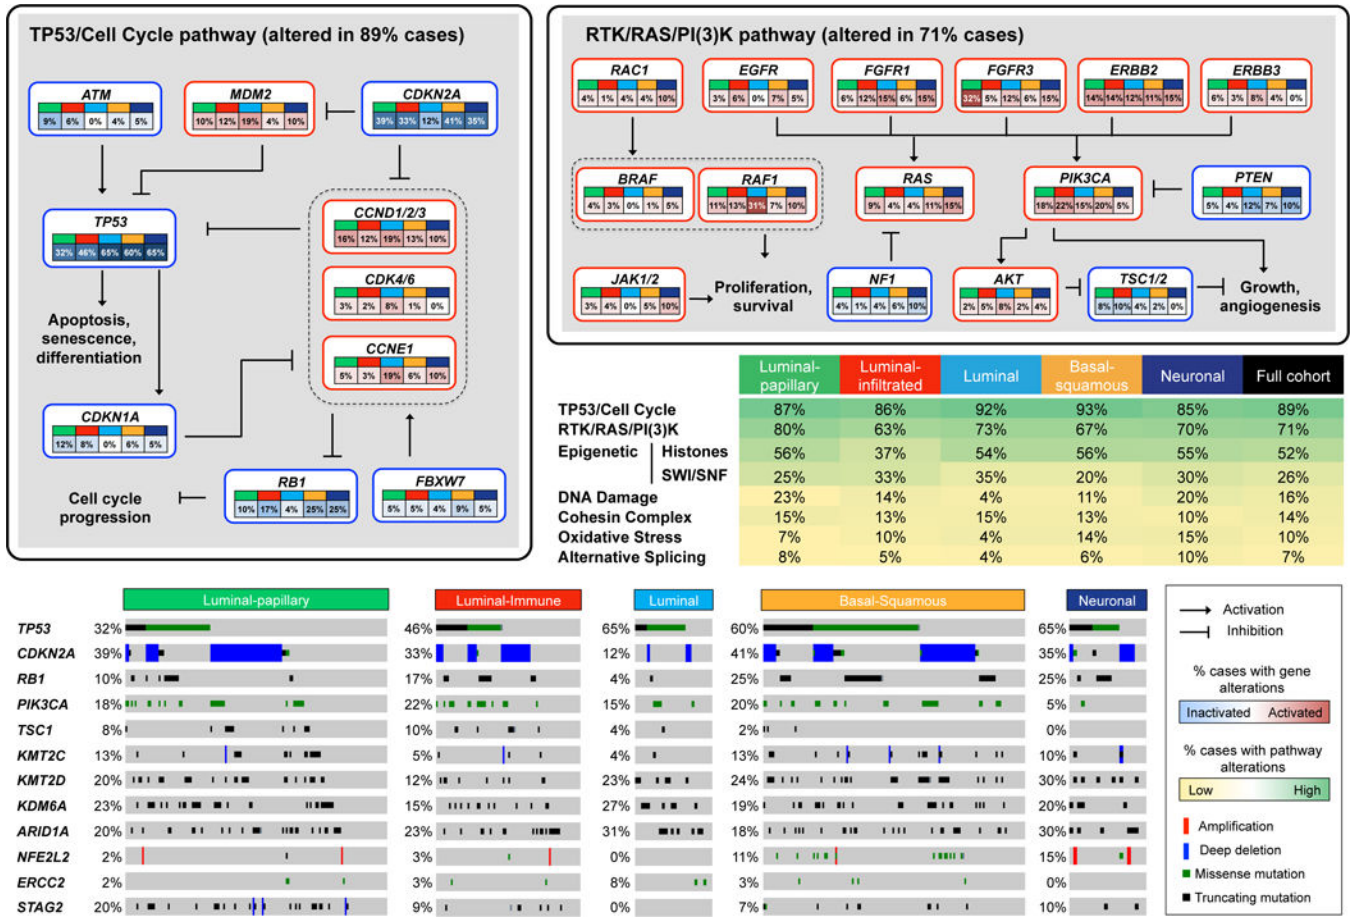 TP53/Cell Cycle pathway (altered in 89% cases)
ATM
9% 6% 0% 4% 5%
MDM2
10% 12% 19% 4% 10%
CDKN2A
39% 33% 12% 41% 35%
TP53
32% 46% 65% 60% 65%
CCND1/2/3
16% 12% 19% 13% 10%
CDK4/6
3% 2% 8% 1% 0%
CCNE1
5% 3% 19% 6% 10%
Apoptosis,
senescence,
differentiation
CDKN1A
12% 8% 0% 6% 5%
RB1
10% 17% 4% 25% 25%
FBXW7
5% 5% 4% 9% 5%
Cell cycle
progression
RTK/RAS/PI(3)K pathway (altered in 71% cases)
RAC1
4% 1% 4% 4% 10%
EGFR
3% 6% 0% 7% 5%
FGFR1
6% 12% 15% 6% 15%
FGFR3
32% 5% 12% 6% 15%
ERBB2
14% 14% 12% 11% 15%
ERBB3
6% 3% 8% 4% 0%
BRAF
4% 3% 0% 1% 5%
RAF1
11% 13% 31% 7% 10%
RAS
9% 4% 4% 11% 15%
PIK3CA
18% 22% 15% 20% 5%
PTEN
5% 4% 12% 7% 10%
JAK1/2
3% 4% 0% 5% 10%
Proliferation,
survival
NF1
4% 1% 4% 6% 10%
AKT
2% 5% 8% 2% 4%
TSC1/2
8% 10% 4% 2% 0%
Growth,
angiogenesis
Luminal-papillary Luminal-infiltrated Luminal Basal-squamous Neuronal Full cohort
TP53/Cell Cycle 87% 86% 92% 93% 85% 89%
RTK/RAS/PI(3)K 80% 63% 73% 67% 70% 71%
Epigenetic Histones 56% 37% 54% 56% 55% 52%
SWI/SNF 25% 33% 35% 20% 30% 26%
DNA Damage 23% 14% 4% 11% 20% 16%
Cohesin Complex 15% 13% 15% 13% 10% 14%
Oxidative Stress 7% 10% 4% 14% 15% 10%
Alternative Splicing 8% 5% 4% 6% 10% 7%
Luminal-papillary Luminal-Immune Luminal Basal-Squamous Neuronal
TP53 32% 46% 65% 60% 65%
CDKN2A 39% 33% 12% 41% 35%
RB1 10% 17% 4% 25% 25%
PIK3CA 18% 22% 15% 20% 5%
TSC1 8% 10% 4% 2% 0%
KMT2C 13% 5% 4% 13% 10%
KMT2D 20% 12% 23% 24% 30%
KDM6A 23% 15% 27% 19% 20%
ARID1A 20% 23% 31% 18% 30%
NFE2L2 2% 3% 0% 11% 15%
ERCC2 2% 3% 8% 3% 0%
STAG2 20% 9% 0% 7% 10%
Activation
Inhibition
% cases with gene
alterations
Inactivated Activated
% cases with pathway
alterations
Low High
Amplification
Deep deletion
Missense mutation
Truncating mutation